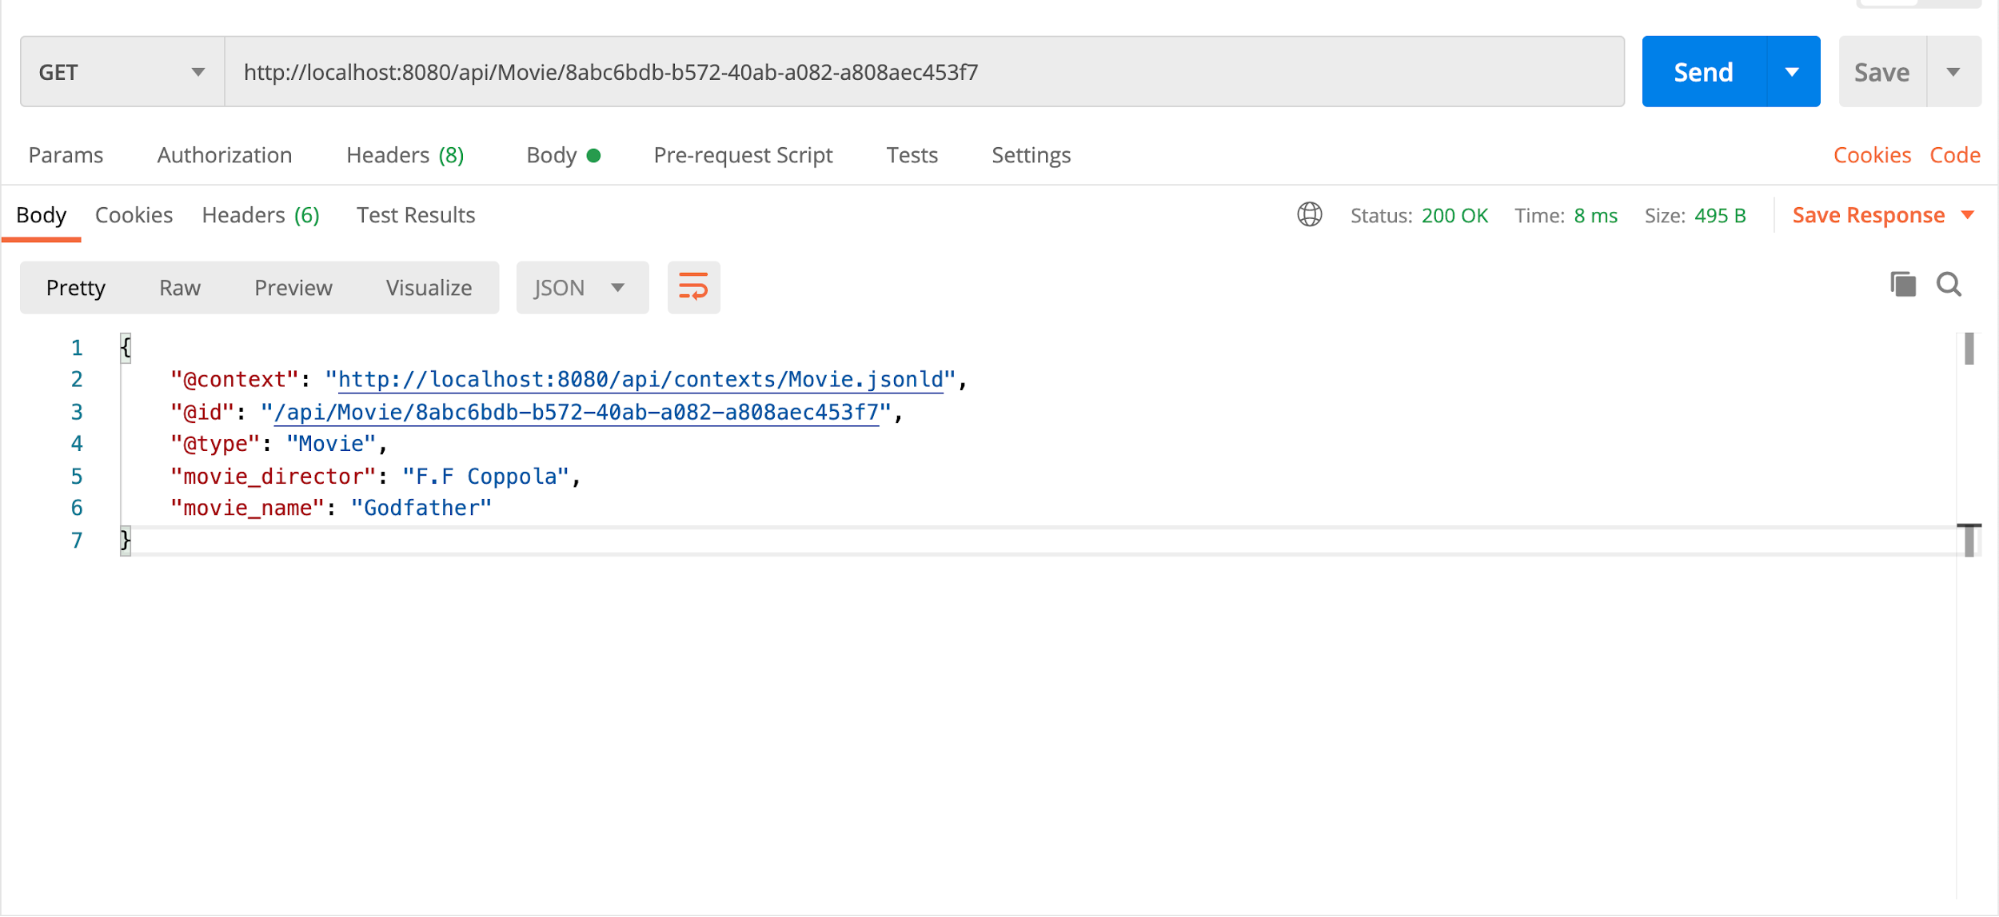 GET http://localhost:8080/api/Movie/8abc6bdb-b572-40ab-a082-a808aec453f7 Send Save
Params Authorization Headers (8) Body Pre-request Script Tests Settings Cookies Code
Body Cookies Headers (6) Test Results Status: 200 OK Time: 8 ms Size: 495 B Save Response
Pretty Raw Preview Visualize JSON
1 {
2 "@context": "http://localhost:8080/api/contexts/Movie.jsonld",
3 "@id": "/api/Movie/8abc6bdb-b572-40ab-a082-a808aec453f7",
4 "@type": "Movie",
5 "movie_director": "F.F Coppola",
6 "movie_name": "Godfather"
7 }